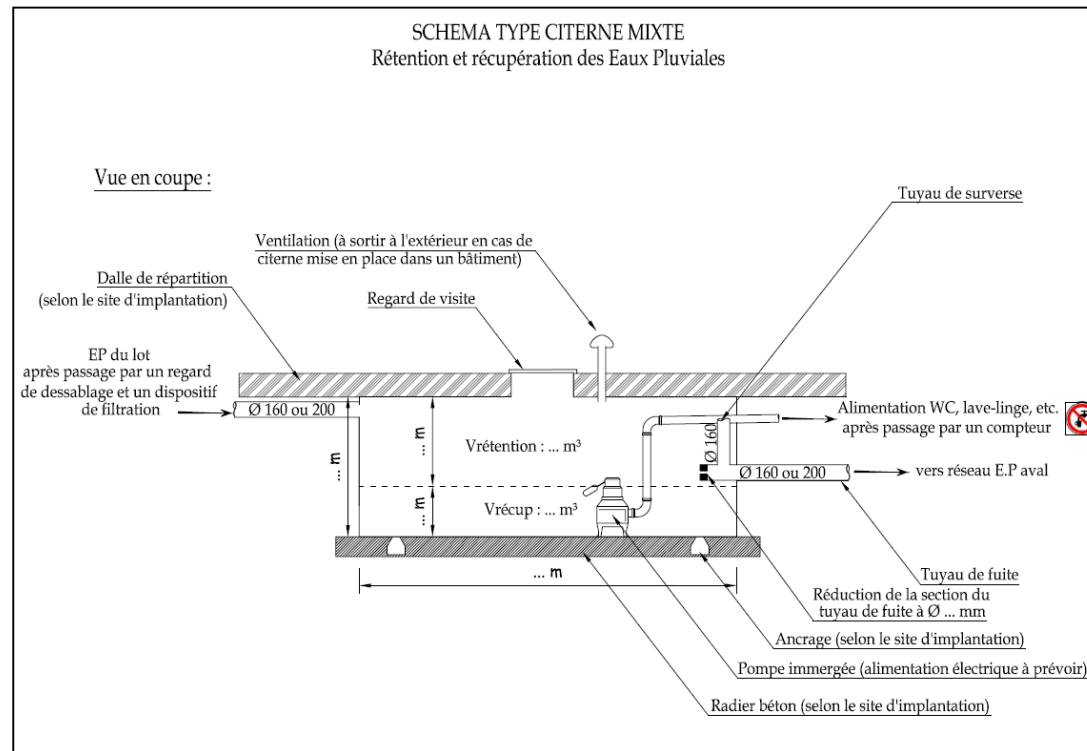 SCHEMA TYPE CITERNE MIXTE
Rétention et récupération des Eaux Pluviales
Vue en coupe :
Tuyau de surverse
Ventilation (à sortir à l'extérieur en cas de
citerne mise en place dans un bâtiment)
Dalle de répartition
(selon le site d'implantation)
Regard de visite
EP du lot
après passage par un regard
de dessablage et un dispositif
de filtration
Ø 160 ou 200
Alimentation WC, lave-linge, etc.
après passage par un compteur
... m
... m
Vrétention : ... m³
Ø 160
Ø 160 ou 200
vers réseau E.P aval
... m
Vrécup : ... m³
... m
Tuyau de fuite
Réduction de la section du
tuyau de fuite à Ø ... mm
Ancrage (selon le site d'implantation)
Pompe immergée (alimentation électrique à prévoir)
Radier béton (selon le site d'implantation)